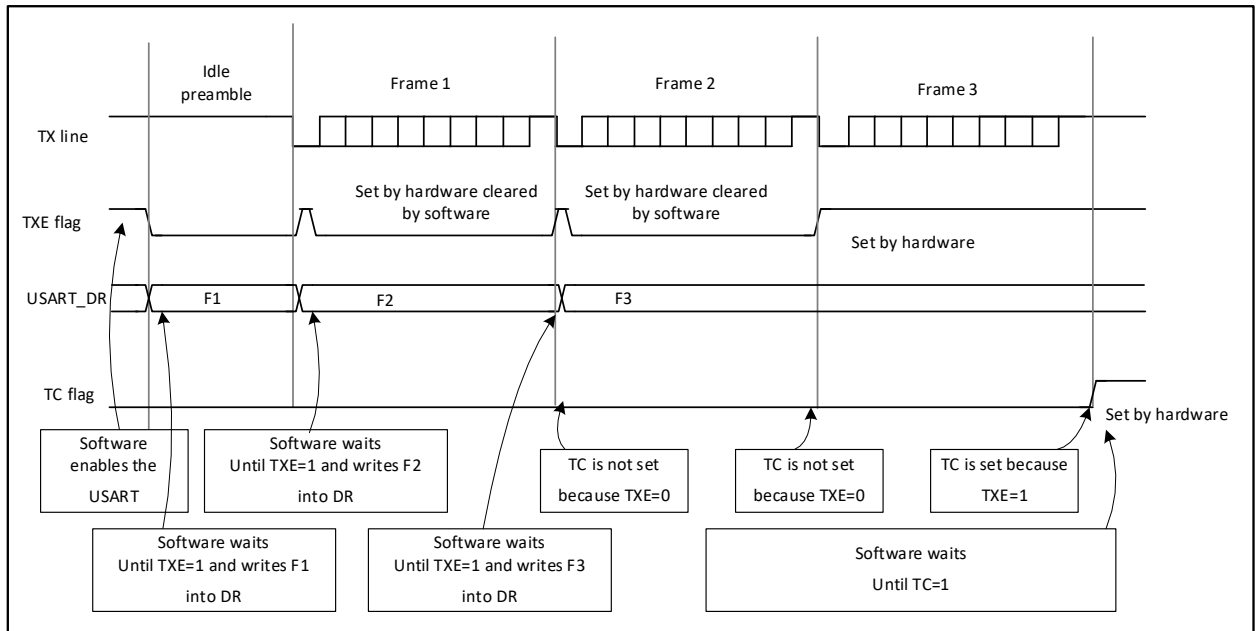 Idle
preamble
Frame 1
Frame 2
Frame 3
TX line
Set by hardware cleared
by software
Set by hardware cleared
by software
TXE flag
Set by hardware
USART_DR
F1
F2
F3
TC flag
Set by hardware
Software
enables the
USART
Software waits
Until TXE=1 and writes F2
into DR
TC is not set
because TXE=0
TC is not set
because TXE=0
TC is set because
TXE=1
Software waits
Until TXE=1 and writes F1
into DR
Software waits
Until TXE=1 and writes F3
into DR
Software waits
Until TC=1